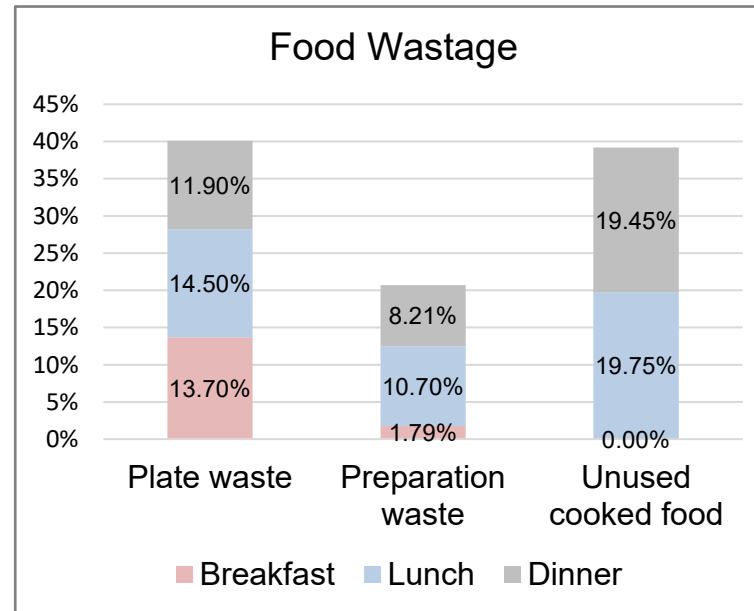 Food Wastage
45%
40%
35%
30%
25%
20%
15%
10%
5%
0%
11.90%
14.50%
13.70%
8.21%
10.70%
1.79%
19.45%
19.75%
0.00%
Plate waste
Preparation
waste
Unused
cooked food
Breakfast
Lunch
Dinner